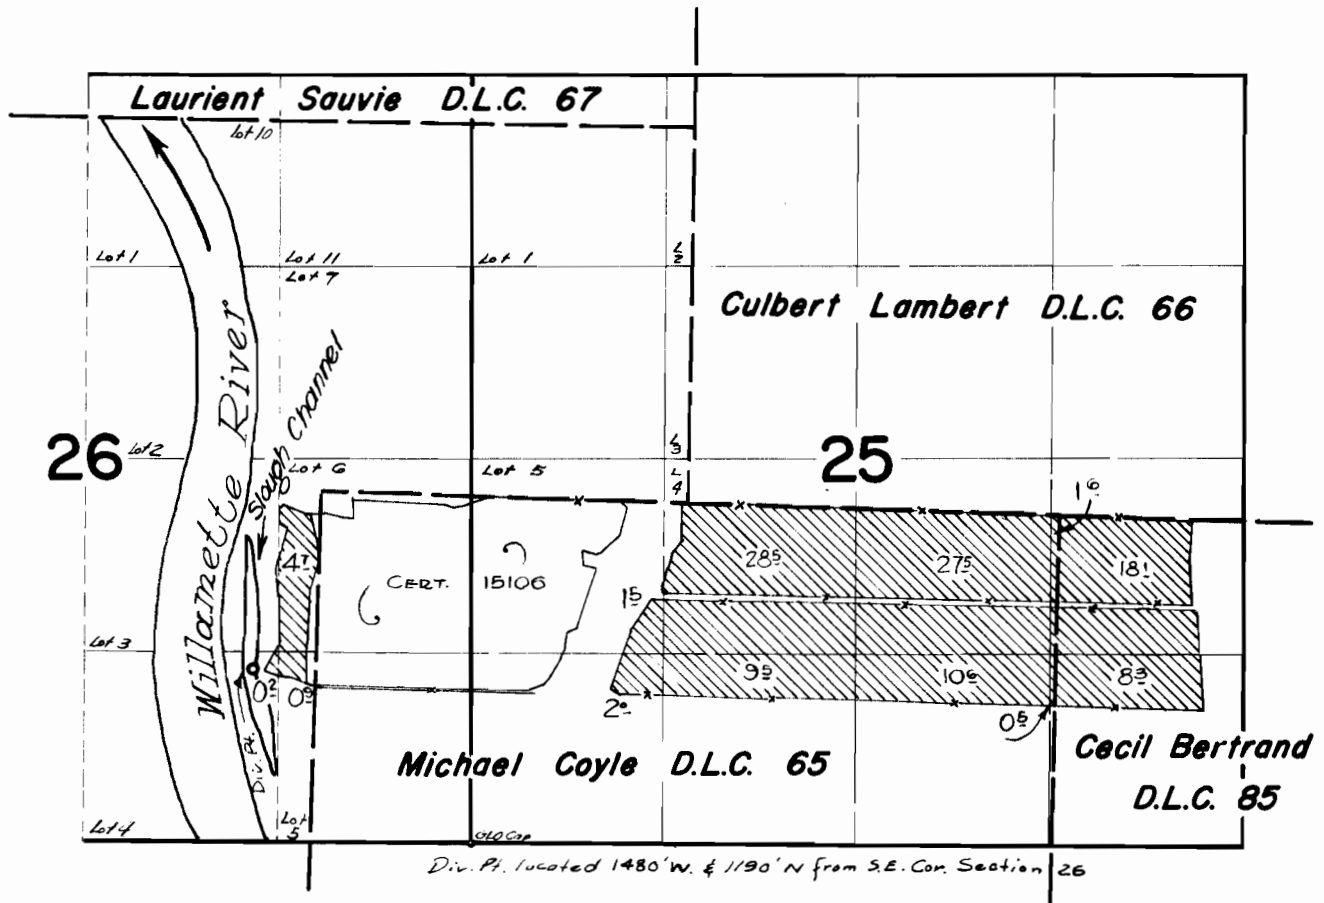 Laurient Sauvie D.L.C. 67
Lot 10
Lot 1
Lot 11
Lot 7
Lot 1
L
2
Culbert Lambert D.L.C. 66
Willamette River
Slough Channel
26
Lot 2
Lot 6
Lot 5
L
3
L
4
25
1 6
4 7
CERT. 15106
28 5
27 5
18 1
1 5
Lot 3
0 2
0 9
2 0
9 5
10 6
8 3
0 5
Div. Pt.
Michael Coyle D.L.C. 65
Cecil Bertrand
D.L.C. 85
Lot 4
Lot
5
GLO Cap
Div. Pt. located 1480' W. & 1190' N from S.E. Cor. Section 26